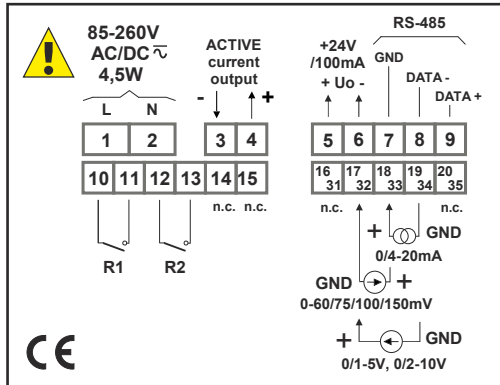 RS-485
85-260V
AC/DC
4,5W
ACTIVE
current
output
+24V
/100mA
+ Uo -
GND
DATA -
DATA +
L N
- +
1 2 3 4 5 6 7 8 9
10 11 12 13 14 15
16 17 18 19 20
31 32 33 34 35
n.c. n.c. n.c. n.c.
R1 R2
+ GND
0/4-20mA
GND +
0-60/75/100/150mV
+ GND
0/1-5V, 0/2-10V
CE